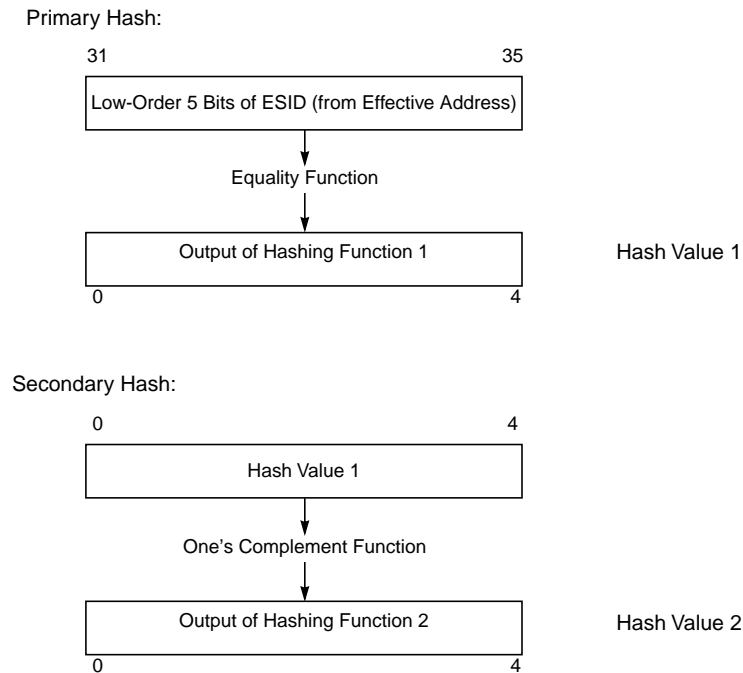 Primary Hash:
31 35
Low-Order 5 Bits of ESID (from Effective Address)
Equality Function
Output of Hashing Function 1
Hash Value 1
0 4
Secondary Hash:
0 4
Hash Value 1
One's Complement Function
Output of Hashing Function 2
Hash Value 2
0 4